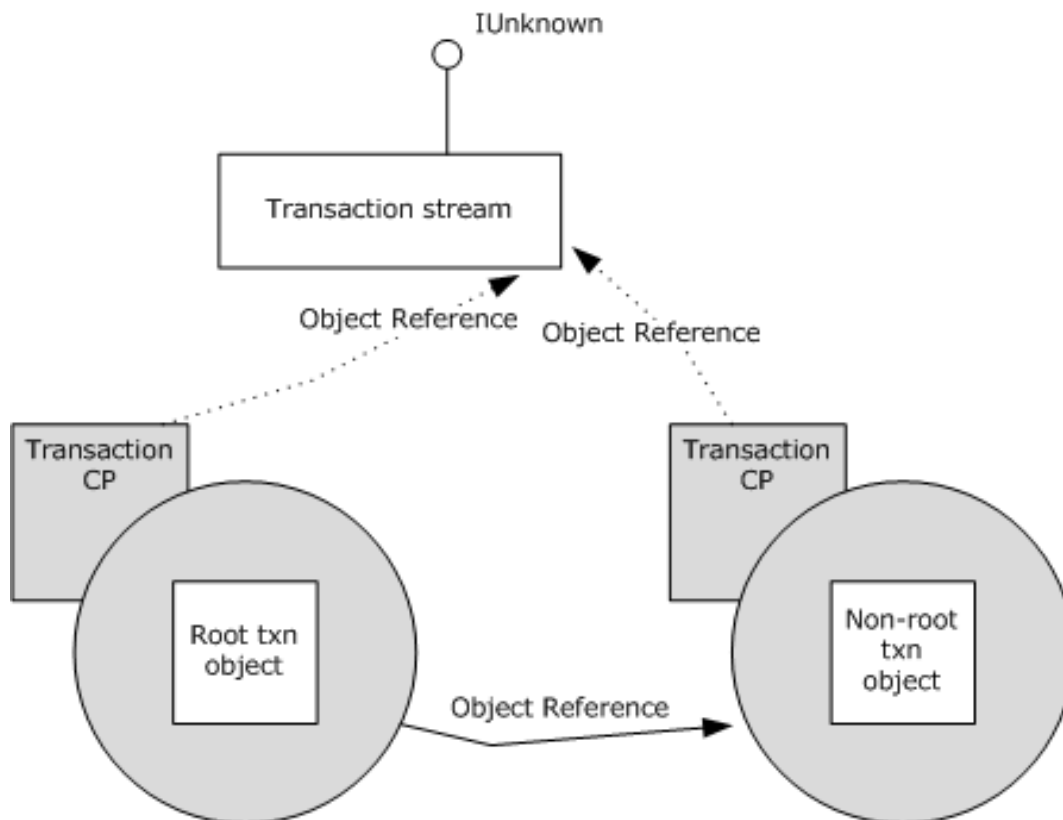 IUnknown
Transaction stream
Object Reference
Object Reference
Transaction
CP
Transaction
CP
Root txn
object
Non-root
txn
object
Object Reference